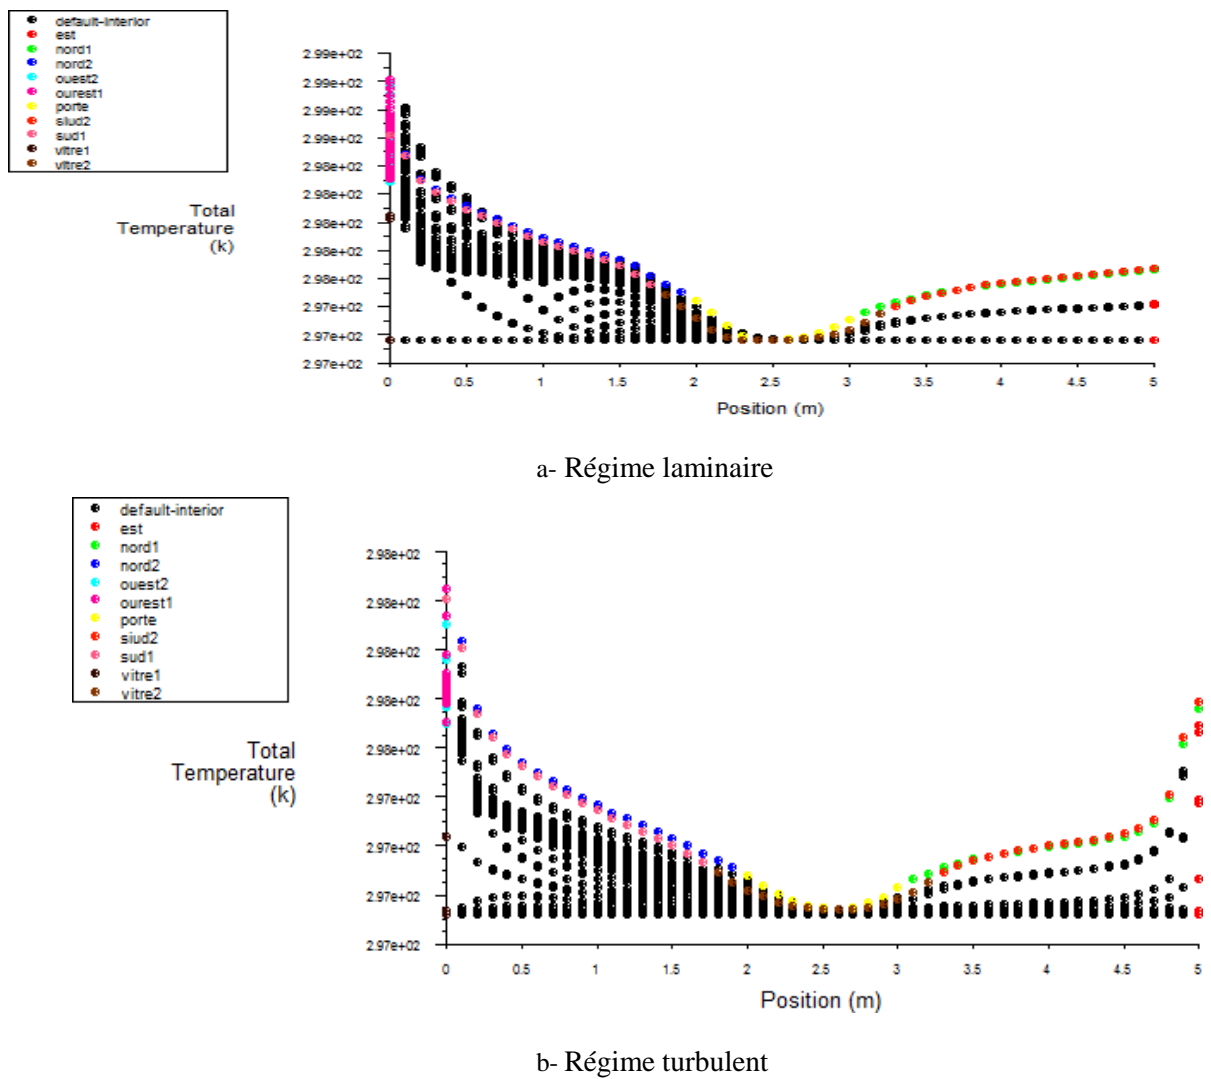 default-interior
est
nord1
nord2
ouest2
ourest1
porte
siud2
sud1
vitre1
vitre2
Total
Temperature
(k)
2.99e+02
2.99e+02
2.99e+02
2.99e+02
2.98e+02
2.98e+02
2.98e+02
2.98e+02
2.98e+02
2.97e+02
2.97e+02
2.97e+02
0 0.5 1 1.5 2 2.5 3 3.5 4 4.5 5
Position (m)
a- Régime laminaire
default-interior
est
nord1
nord2
ouest2
ourest1
porte
siud2
sud1
vitre1
vitre2
Total
Temperature
(k)
2.98e+02
2.98e+02
2.98e+02
2.98e+02
2.98e+02
2.97e+02
2.97e+02
2.97e+02
2.97e+02
0 0.5 1 1.5 2 2.5 3 3.5 4 4.5 5
Position (m)
b- Régime turbulent